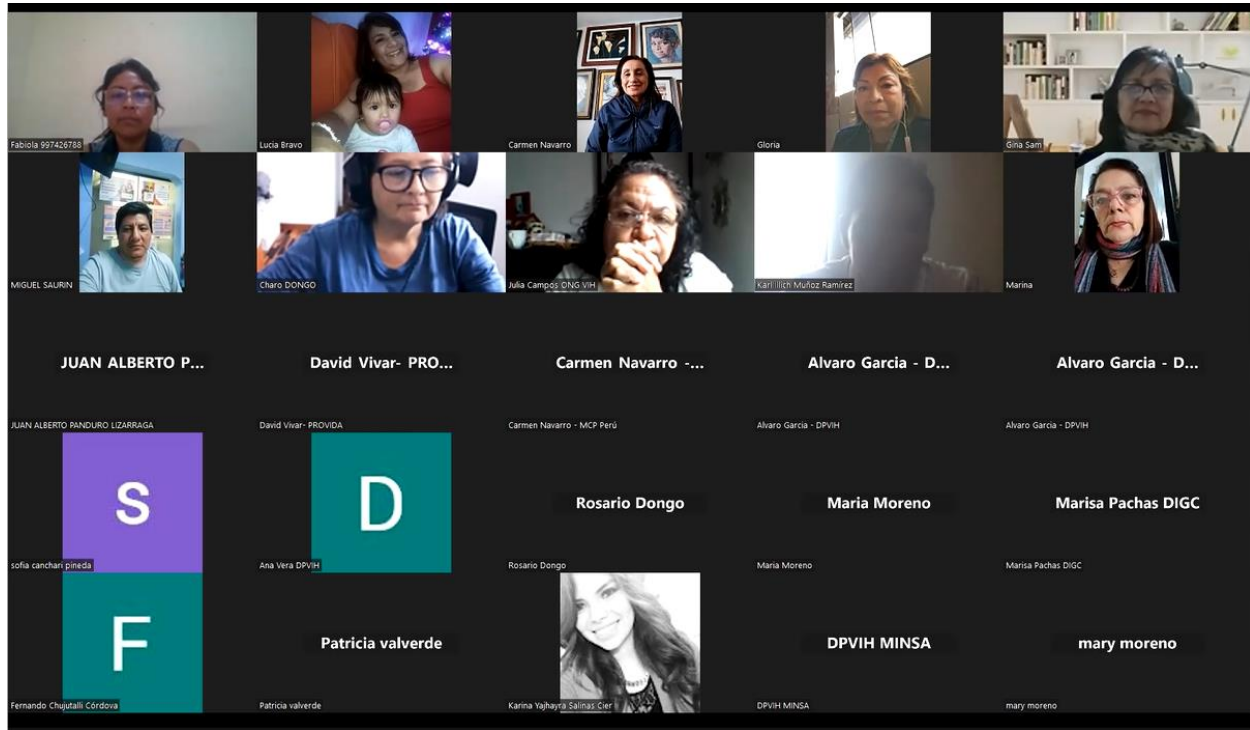 Fabiola 997426788
Lucia Bravo
Carmen Navarro
Gloria
Gina Sam
MIGUEL SAURIN
Charo DONGO
Julia Campos ONG VIH
Karl Illich Muñoz Ramírez
Marina
JUAN ALBERTO P...
David Vivar- PRO...
Carmen Navarro -...
Alvaro Garcia - D...
Alvaro Garcia - D...
JUAN ALBERTO PANDURO LIZARRAGA
David Vivar- PROVIDA
Carmen Navarro - MCP Perú
Alvaro Garcia - DPVIH
Alvaro Garcia - DPVIH
S
D
Rosario Dongo
Maria Moreno
Marisa Pachas DIGC
sofia canchari pineda
Ana Vera DPVIH
Rosario Dongo
Maria Moreno
Marisa Pachas DIGC
F
Patricia valverde
DPVIH MINSA
mary moreno
Fernando Chujutalli Córdova
Patricia valverde
Karina Yajhayra Salinas Cier
DPVIH MINSA
mary moreno